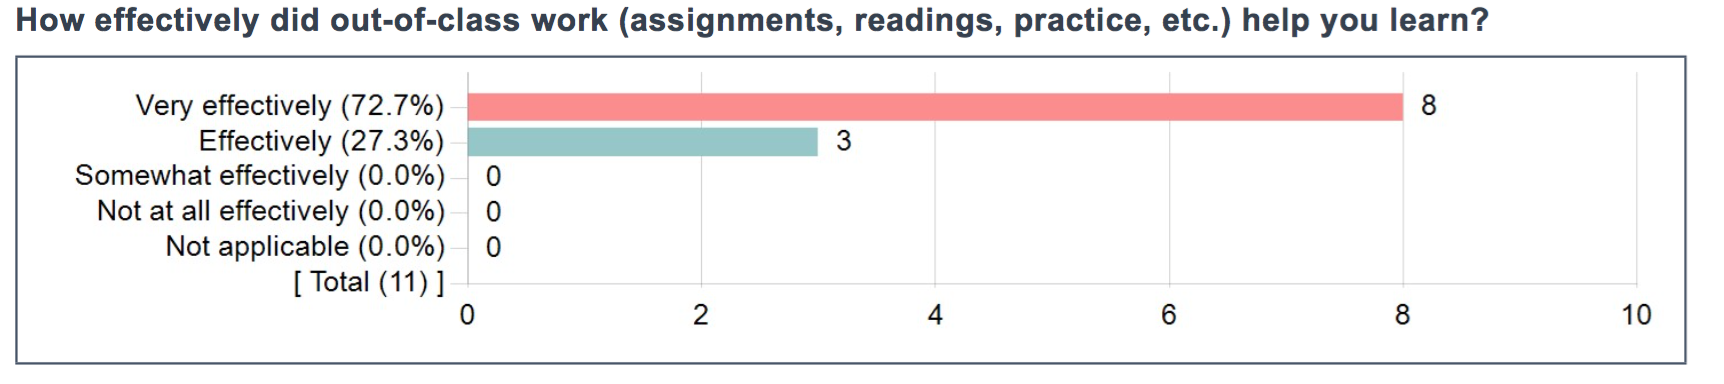 How effectively did out-of-class work (assignments, readings, practice, etc.) help you learn?
Very effectively (72.7%) 8
Effectively (27.3%) 3
Somewhat effectively (0.0%) 0
Not at all effectively (0.0%) 0
Not applicable (0.0%) 0
[ Total (11) ]
0 2 4 6 8 10